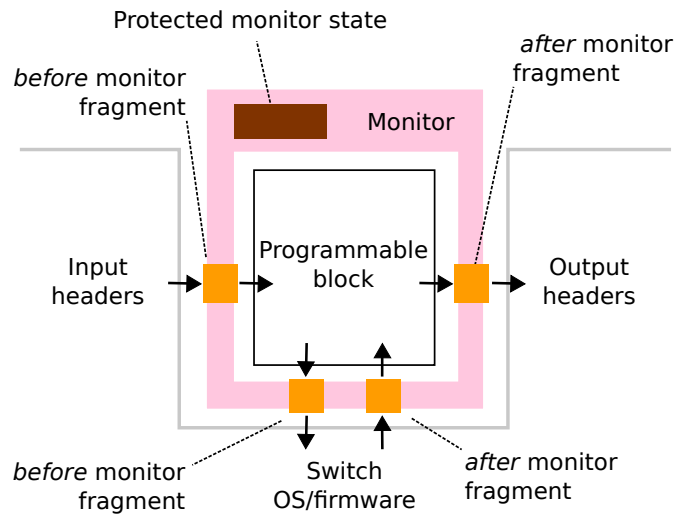 Protected monitor state
before monitor
fragment
after monitor
fragment
Monitor
Input
headers
Programmable
block
Output
headers
before monitor
fragment
Switch
OS/firmware
after monitor
fragment